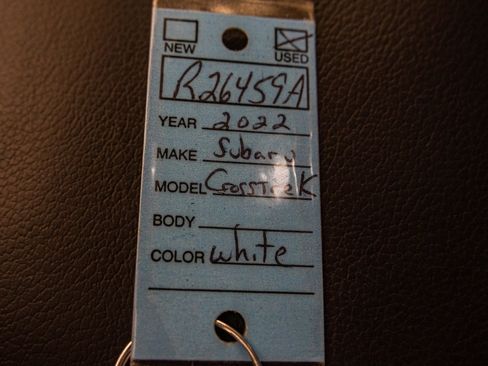 NEW USED
R26459A
YEAR 2022
MAKE Subaru
MODEL Crosstrek
BODY
COLOR white